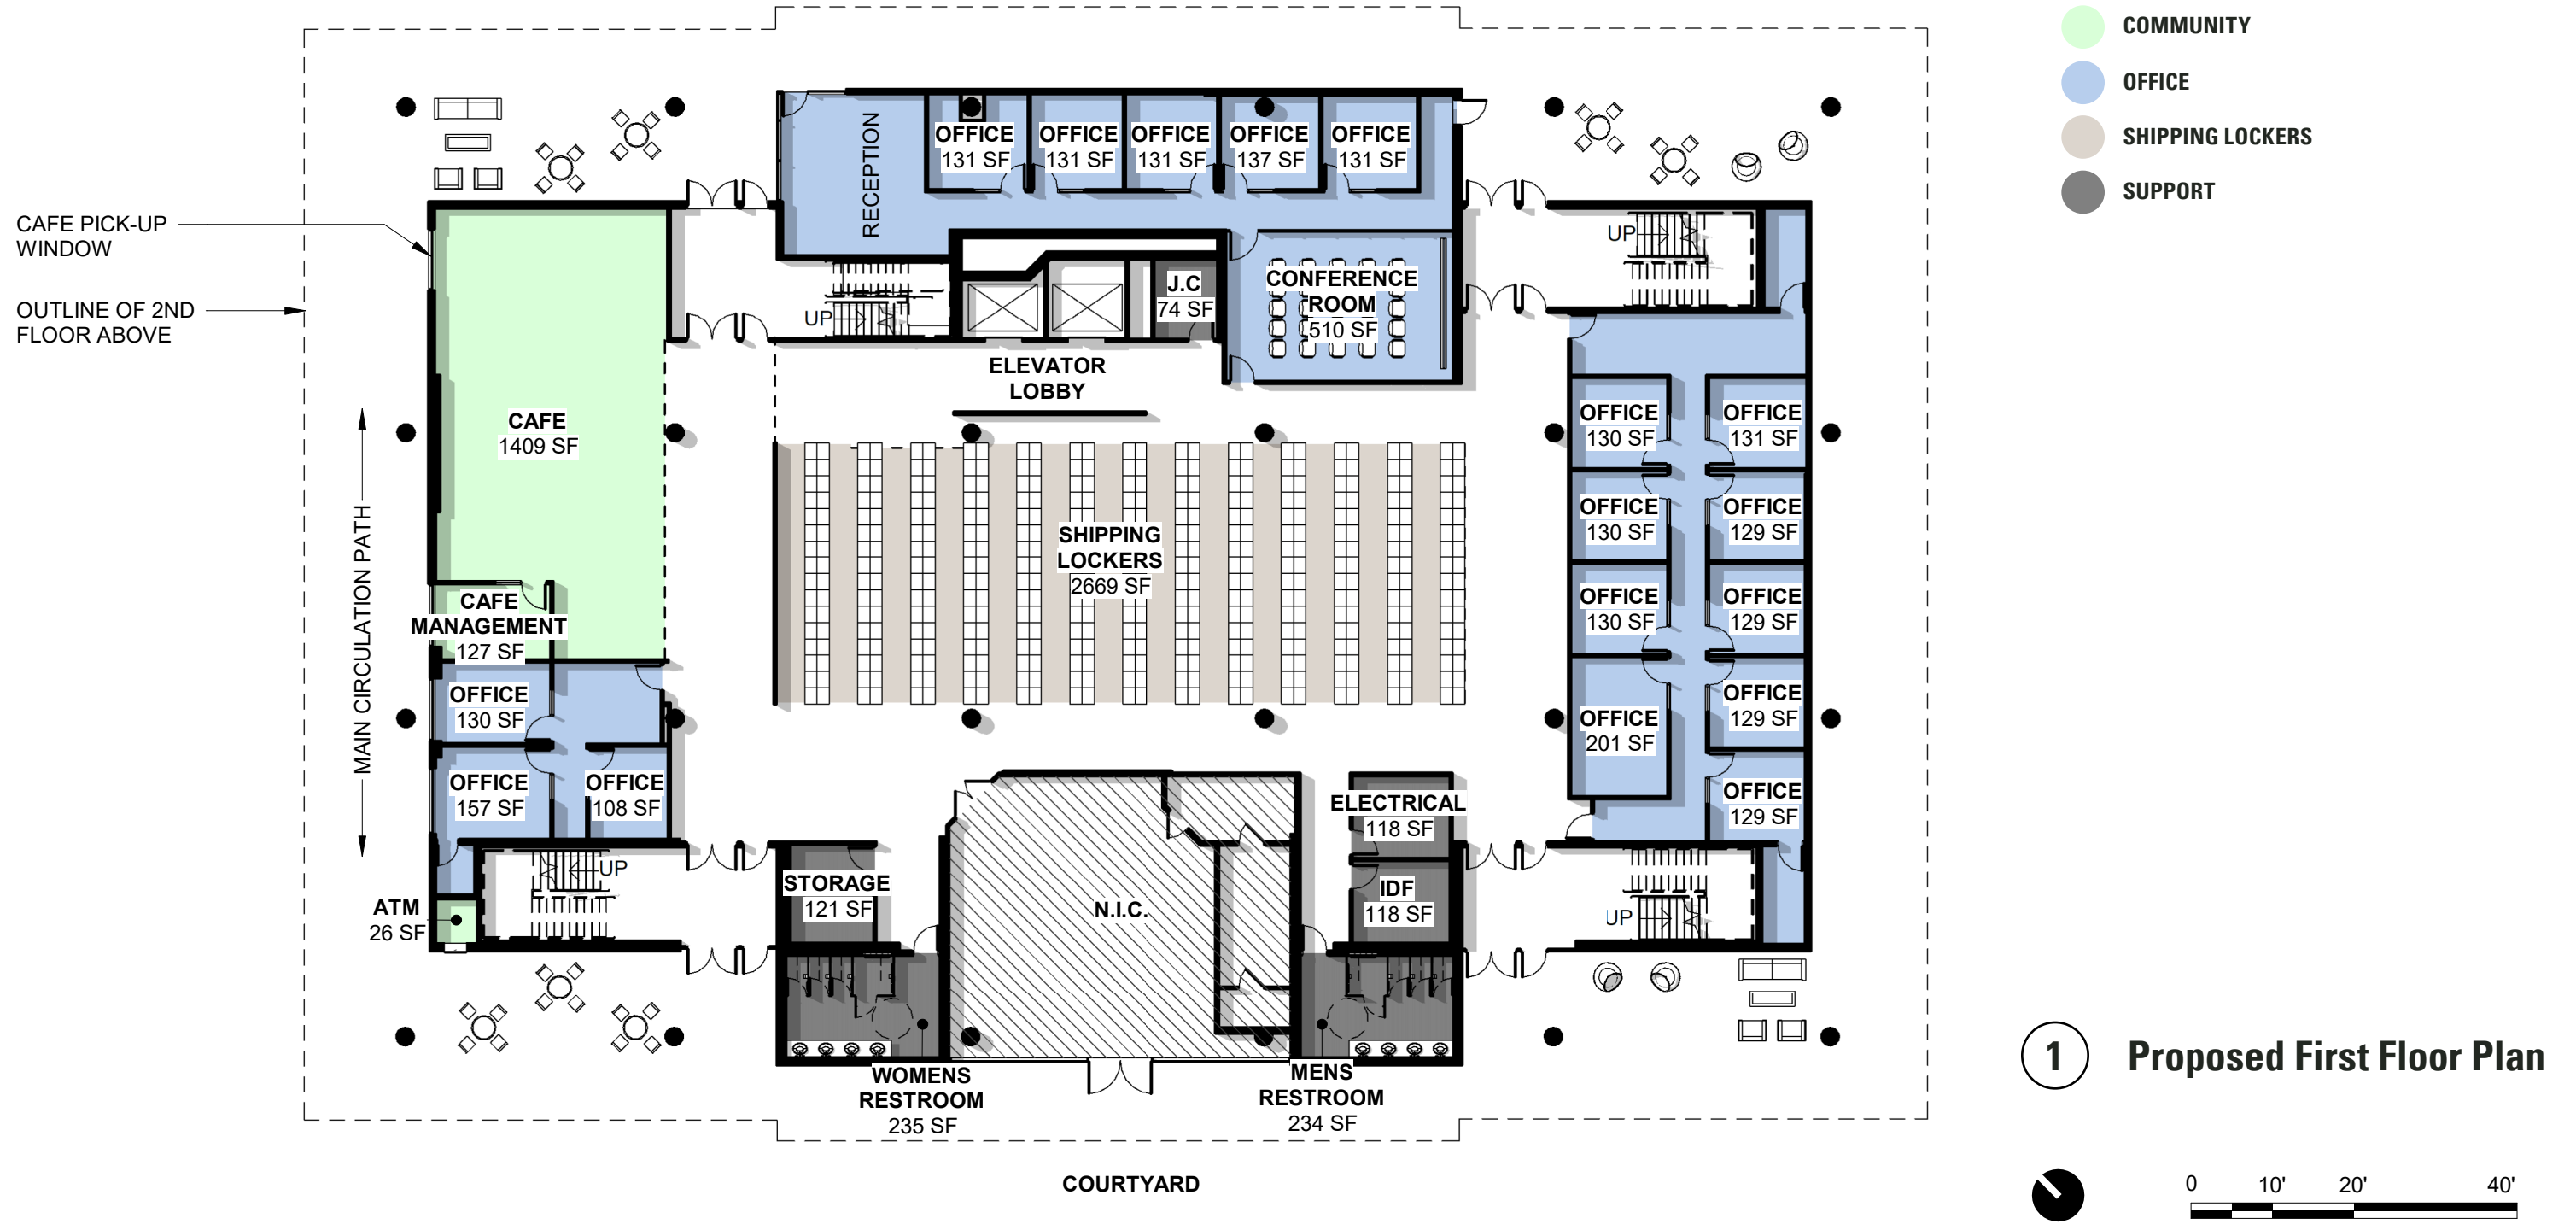 COMMUNITY
OFFICE
SHIPPING LOCKERS
SUPPORT
RECEPTION
OFFICE
131 SF
OFFICE
131 SF
OFFICE
131 SF
OFFICE
137 SF
OFFICE
131 SF
CAFE PICK-UP
WINDOW
OUTLINE OF 2ND
FLOOR ABOVE
UP
J.C
74 SF
CONFERENCE
ROOM
510 SF
UP
ELEVATOR
LOBBY
CAFE
1409 SF
MAIN CIRCULATION PATH
SHIPPING
LOCKERS
2669 SF
OFFICE
130 SF
OFFICE
131 SF
OFFICE
130 SF
OFFICE
129 SF
OFFICE
130 SF
OFFICE
129 SF
OFFICE
201 SF
OFFICE
129 SF
OFFICE
129 SF
CAFE
MANAGEMENT
127 SF
OFFICE
130 SF
OFFICE
157 SF
OFFICE
108 SF
UP
ATM
26 SF
STORAGE
121 SF
N.I.C.
ELECTRICAL
118 SF
IDF
118 SF
UP
WOMENS
RESTROOM
235 SF
MENS
RESTROOM
234 SF
COURTYARD
1
Proposed First Floor Plan
0 10' 20' 40'